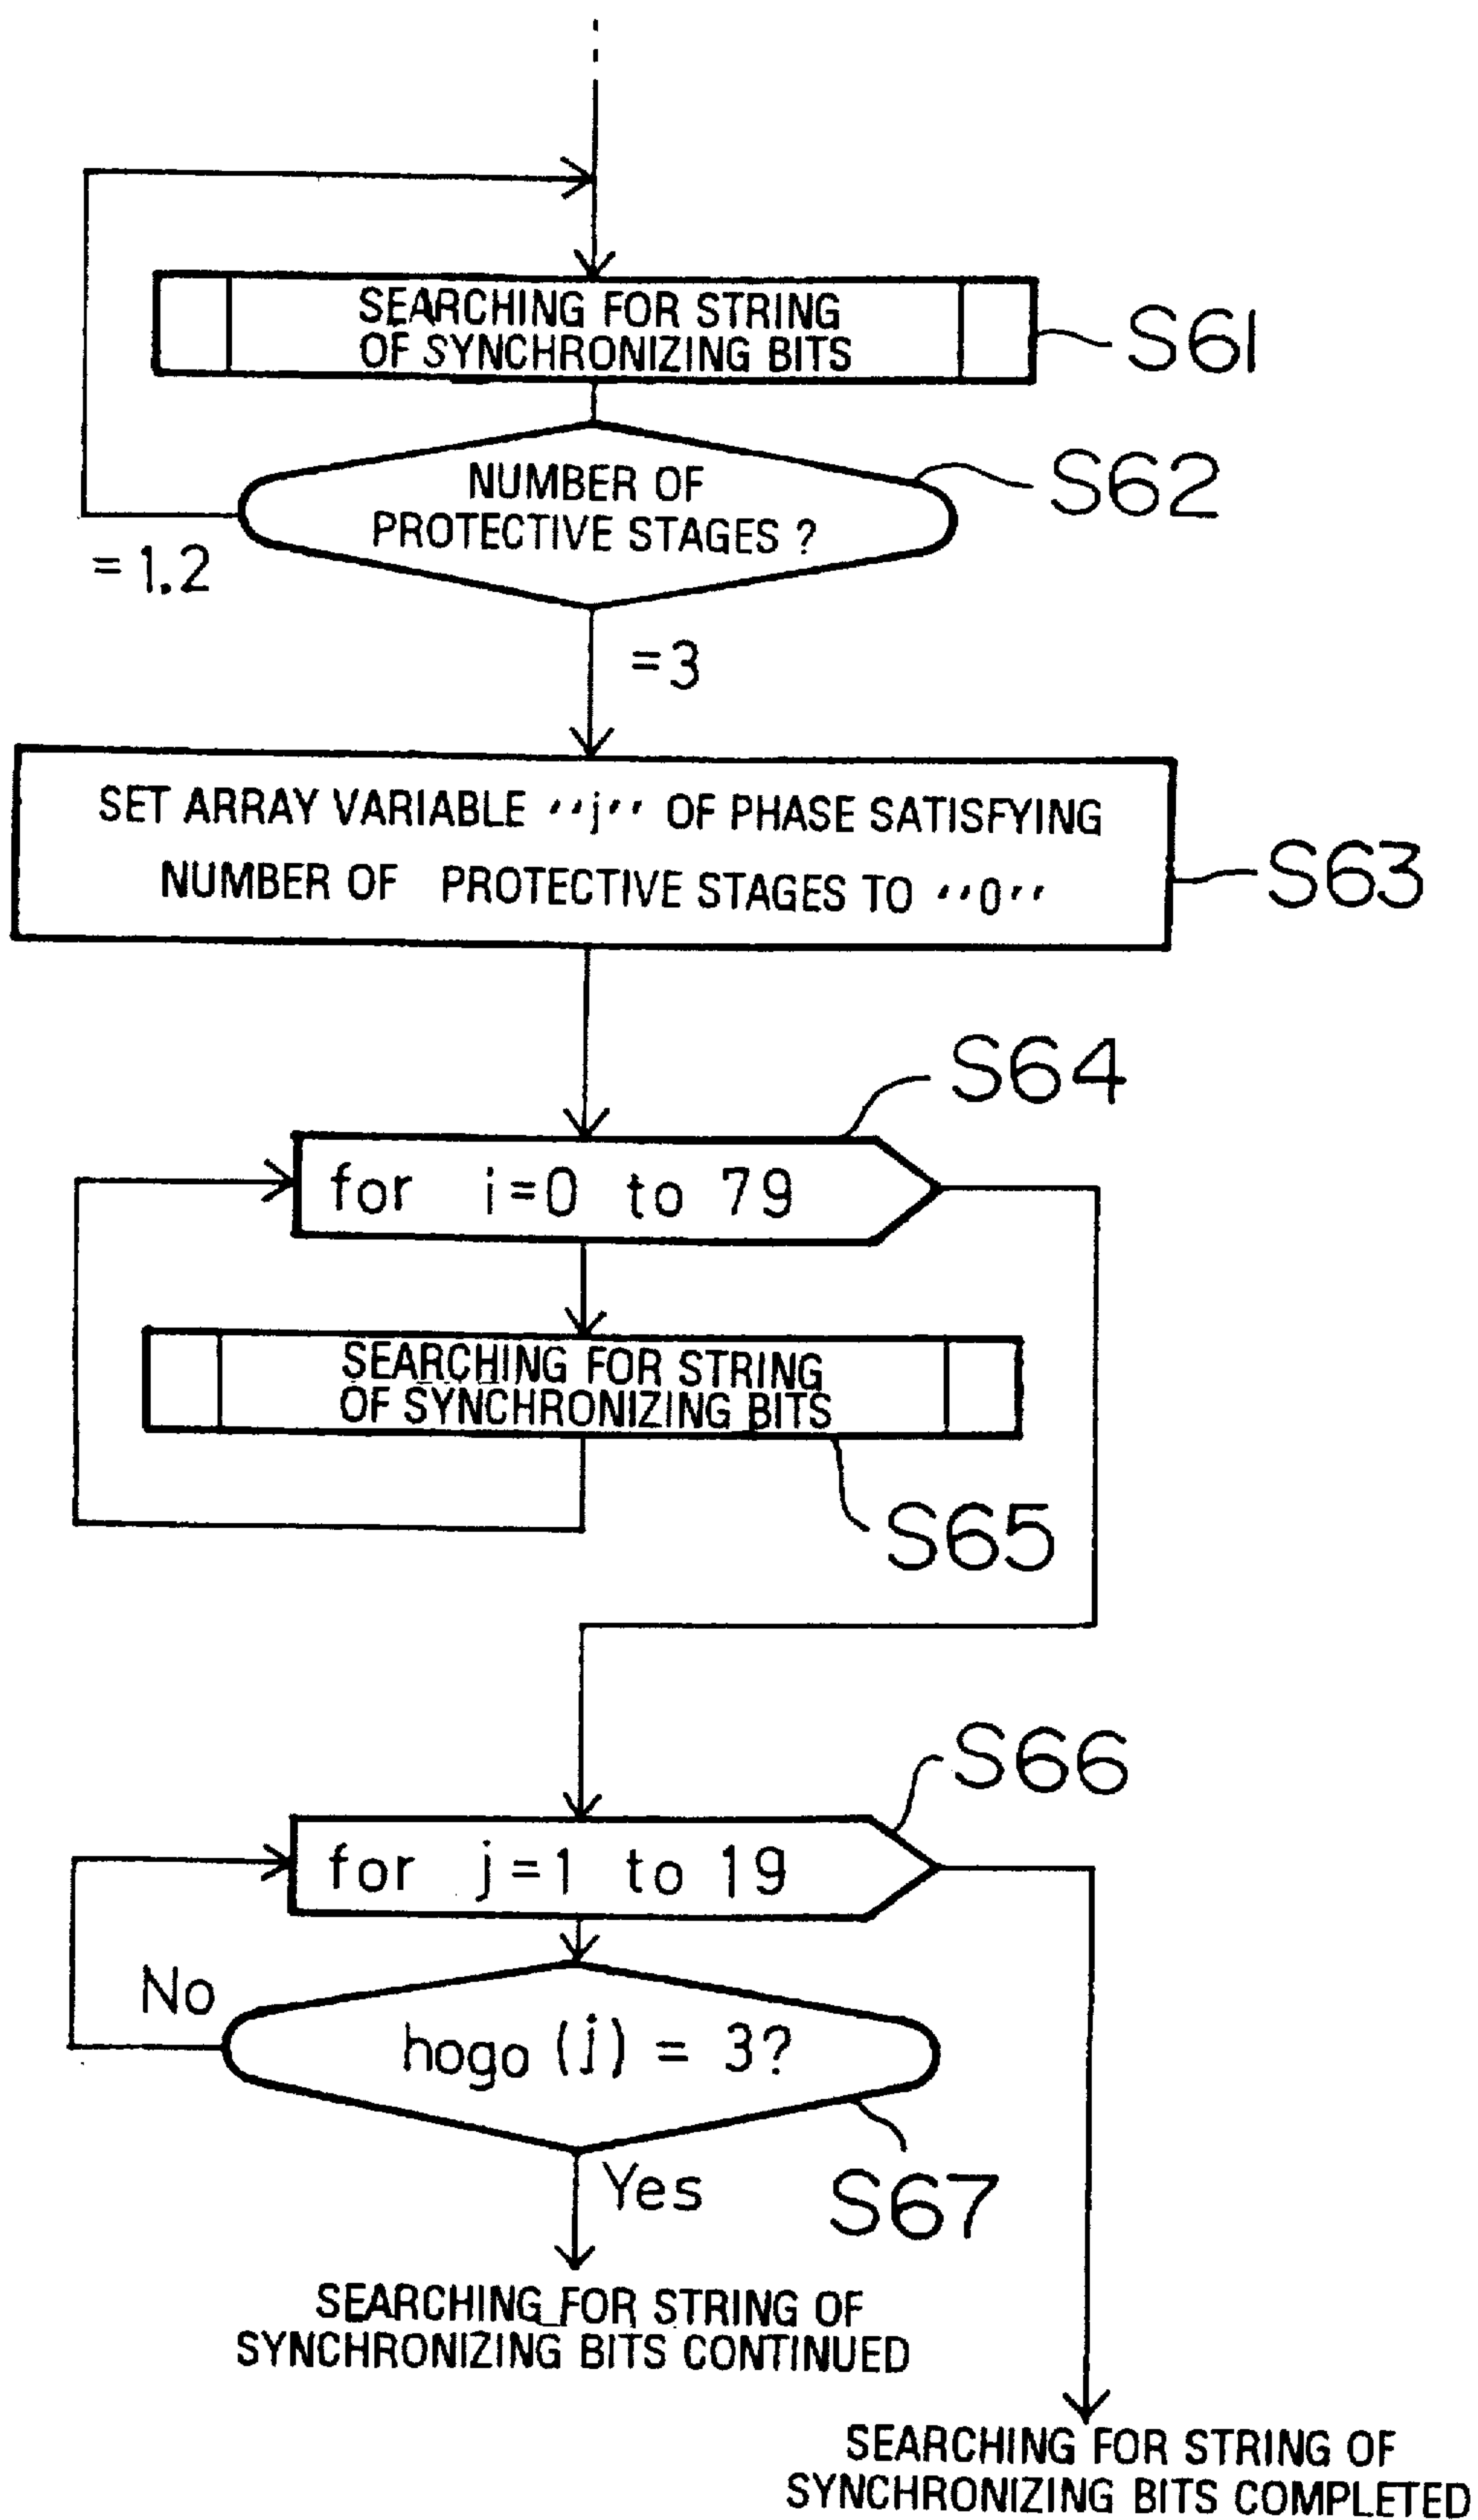 SEARCHING FOR STRING
OF SYNCHRONIZING BITS
S61
NUMBER OF
PROTECTIVE STAGES ?
S62
=1.2
=3
SET ARRAY VARIABLE "j" OF PHASE SATISFYING
NUMBER OF PROTECTIVE STAGES TO "0"
S63
S64
for i=0 to 79
SEARCHING FOR STRING
OF SYNCHRONIZING BITS
S65
S66
for j=1 to 19
No
hogo (j) = 3?
Yes
S67
SEARCHING FOR STRING OF
SYNCHRONIZING BITS CONTINUED
SEARCHING FOR STRING OF
SYNCHRONIZING BITS COMPLETED